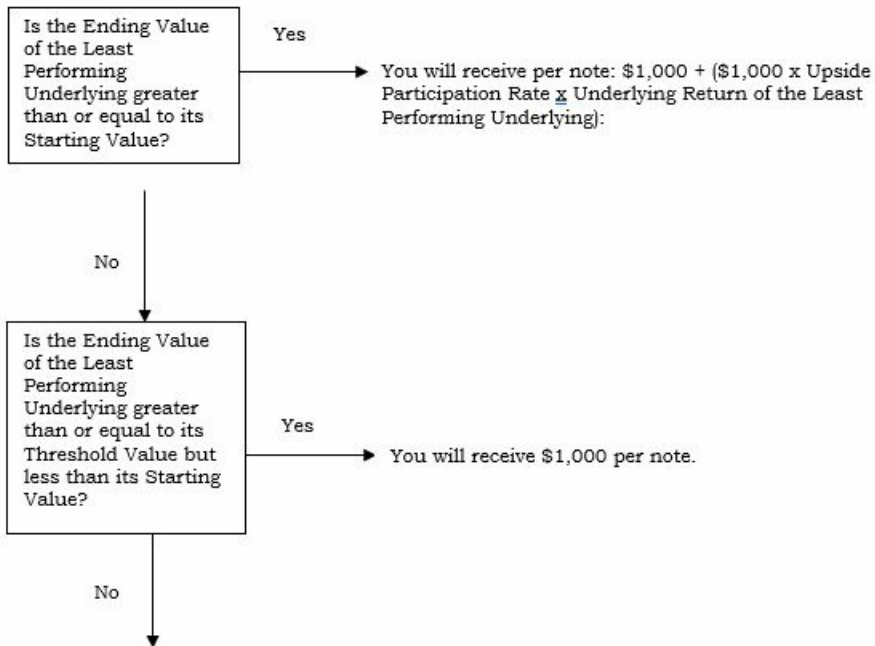 Is the Ending Value
of the Least
Performing
Underlying greater
than or equal to its
Starting Value?
Yes
You will receive per note: $1,000 + ($1,000 x Upside
Participation Rate x Underlying Return of the Least
Performing Underlying):
No
Is the Ending Value
of the Least
Performing
Underlying greater
than or equal to its
Threshold Value but
less than its Starting
Value?
Yes
You will receive $1,000 per note.
No